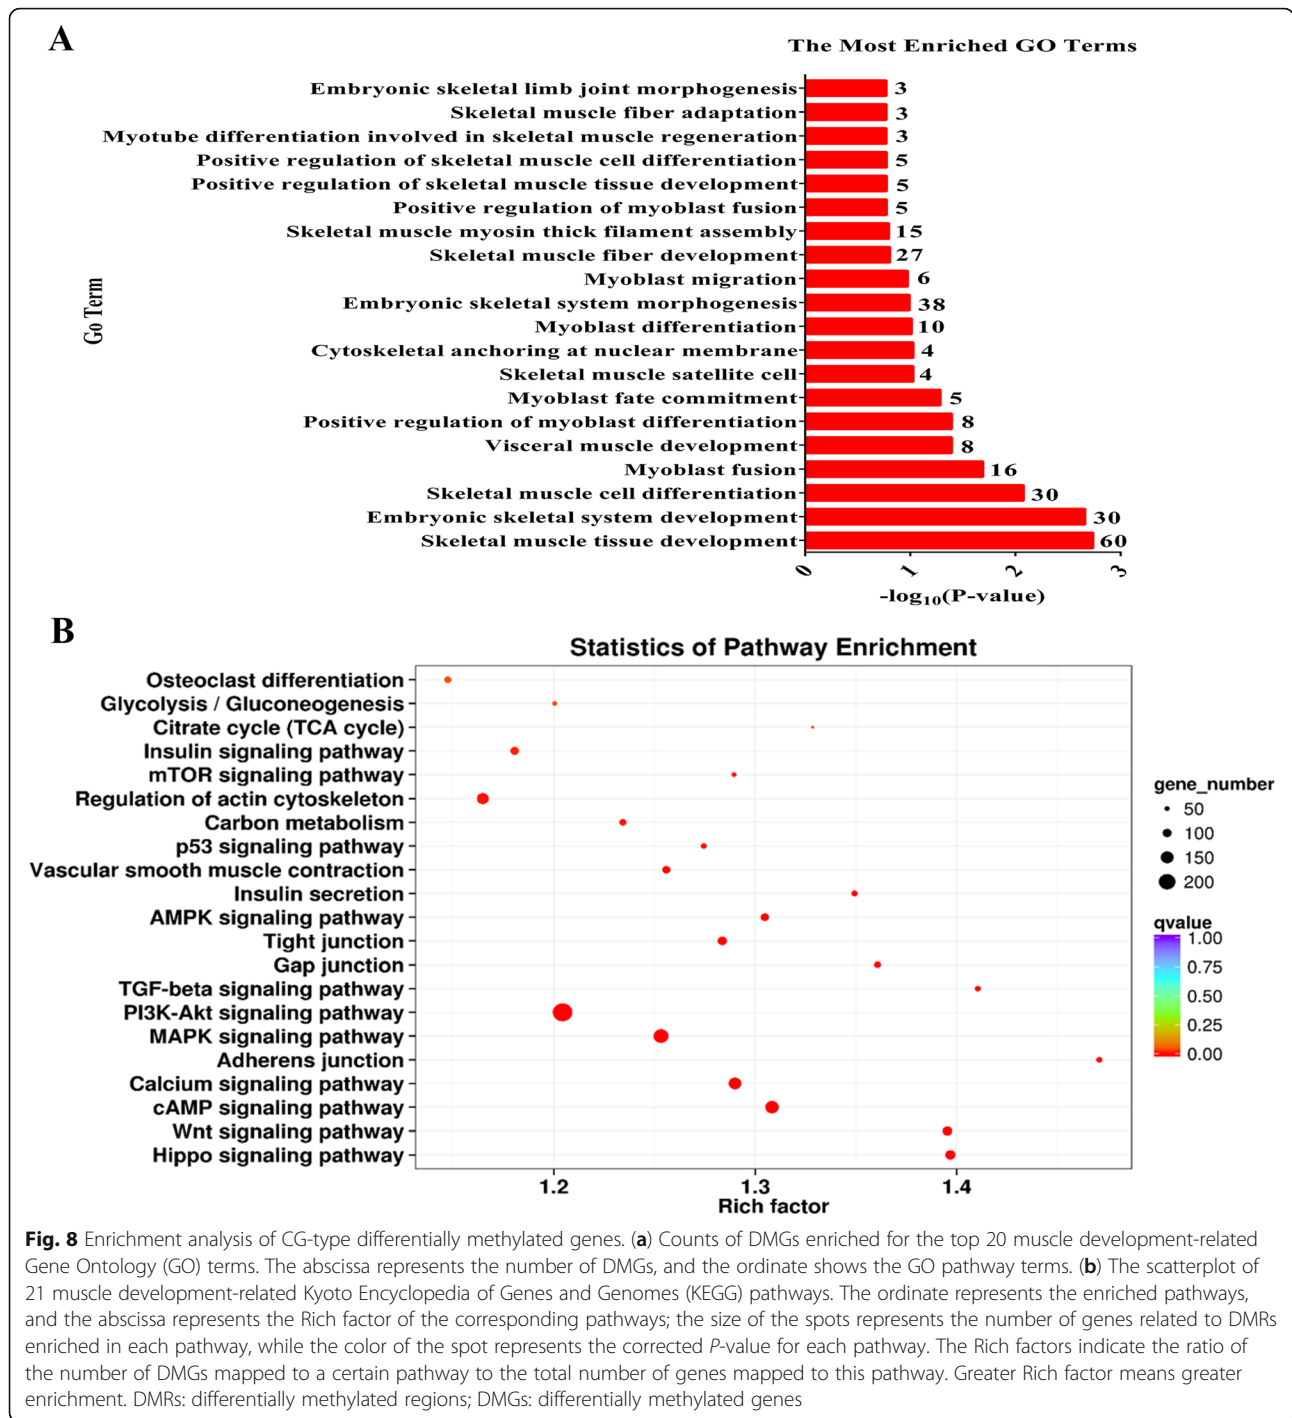 A
The Most Enriched GO Terms
Go Term
Embryonic skeletal limb joint morphogenesis 3
Skeletal muscle fiber adaptation 3
Myotube differentiation involved in skeletal muscle regeneration 3
Positive regulation of skeletal muscle cell differentiation 5
Positive regulation of skeletal muscle tissue development 5
Positive regulation of myoblast fusion 5
Skeletal muscle myosin thick filament assembly 15
Skeletal muscle fiber development 27
Myoblast migration 6
Embryonic skeletal system morphogenesis 38
Myoblast differentiation 10
Cytoskeletal anchoring at nuclear membrane 4
Skeletal muscle satellite cell 4
Myoblast fate commitment 5
Positive regulation of myoblast differentiation 8
Visceral muscle development 8
Myoblast fusion 16
Skeletal muscle cell differentiation 30
Embryonic skeletal system development 30
Skeletal muscle tissue development 60
0 1 2 3
-log10(P-value)
B
Statistics of Pathway Enrichment
Osteoclast differentiation
Glycolysis / Gluconeogenesis
Citrate cycle (TCA cycle)
Insulin signaling pathway
mTOR signaling pathway
Regulation of actin cytoskeleton
Carbon metabolism
p53 signaling pathway
Vascular smooth muscle contraction
Insulin secretion
AMPK signaling pathway
Tight junction
Gap junction
TGF-beta signaling pathway
PI3K-Akt signaling pathway
MAPK signaling pathway
Adherens junction
Calcium signaling pathway
cAMP signaling pathway
Wnt signaling pathway
Hippo signaling pathway
1.2 1.3 1.4
Rich factor
gene_number
50
100
150
200
qvalue
1.00
0.75
0.50
0.25
0.00
Fig. 8 Enrichment analysis of CG-type differentially methylated genes. (a) Counts of DMGs enriched for the top 20 muscle development-related
Gene Ontology (GO) terms. The abscissa represents the number of DMGs, and the ordinate shows the GO pathway terms. (b) The scatterplot of
21 muscle development-related Kyoto Encyclopedia of Genes and Genomes (KEGG) pathways. The ordinate represents the enriched pathways,
and the abscissa represents the Rich factor of the corresponding pathways; the size of the spots represents the number of genes related to DMRs
enriched in each pathway, while the color of the spot represents the corrected P-value for each pathway. The Rich factors indicate the ratio of
the number of DMGs mapped to a certain pathway to the total number of genes mapped to this pathway. Greater Rich factor means greater
enrichment. DMRs: differentially methylated regions; DMGs: differentially methylated genes